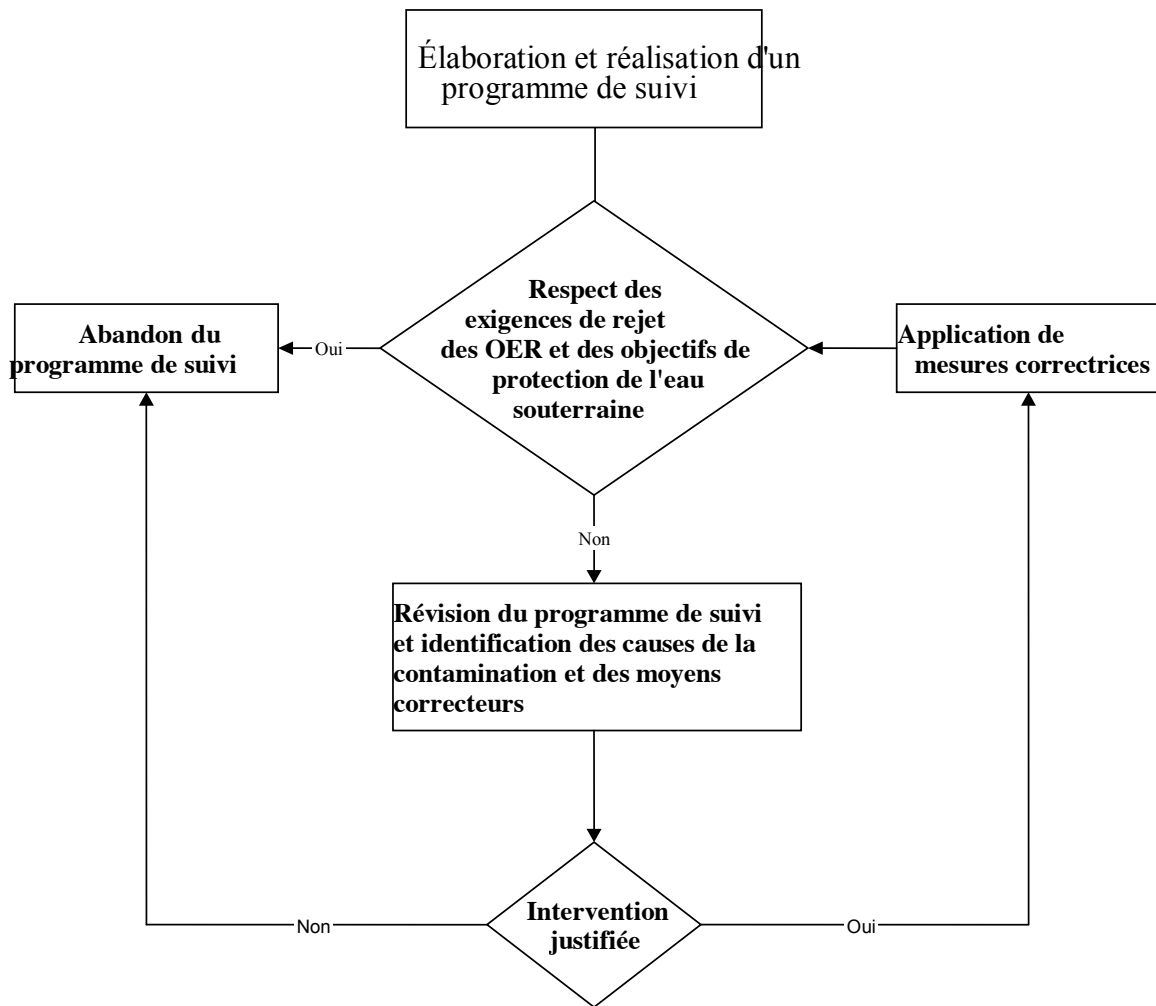 Élaboration et réalisation d'un
programme de suivi
Respect des
exigences de rejet
des OER et des objectifs de
protection de l'eau
souterraine
Abandon du
programme de suivi
Oui
Application de
mesures correctrices
Non
Révision du programme de suivi
et identification des causes de la
contamination et des moyens
correcteurs
Intervention
justifiée
Non
Oui